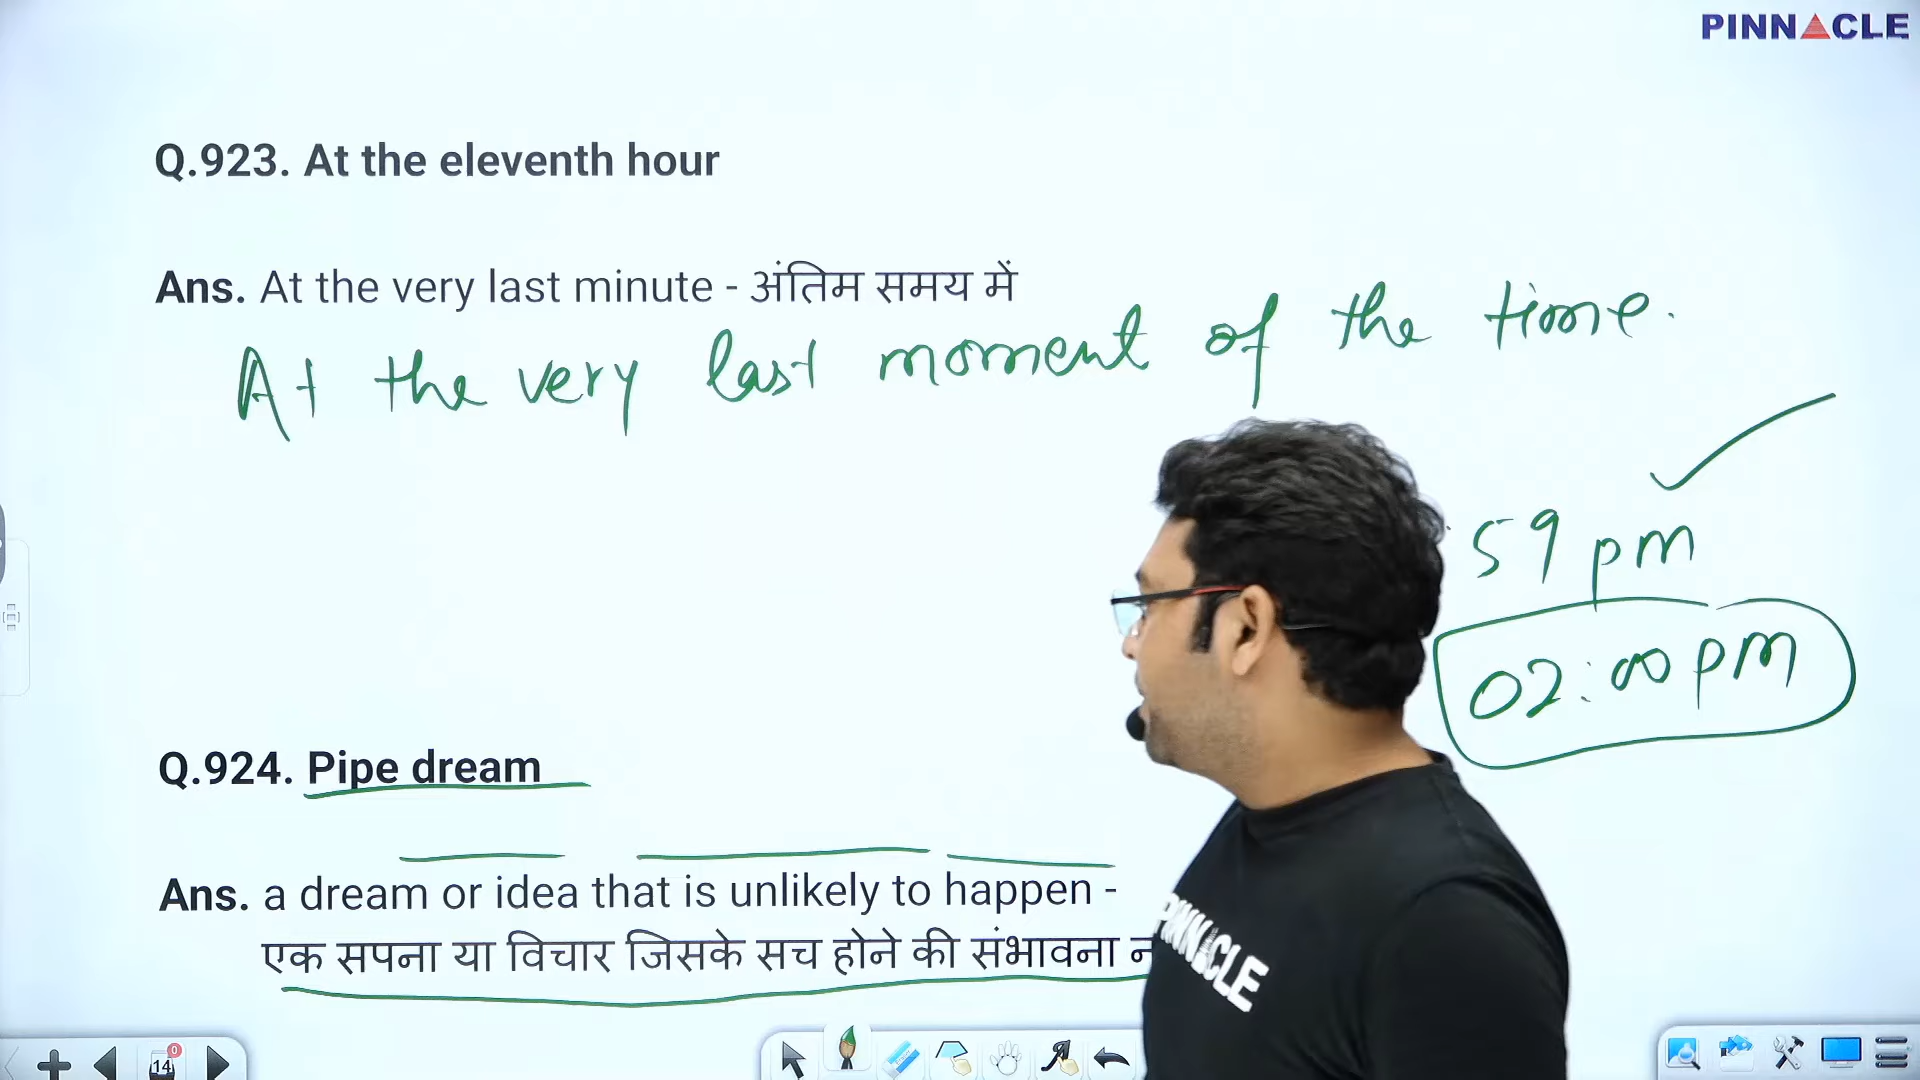 PINNACLE
Q.923. At the eleventh hour
Ans. At the very last minute - अंतिम समय में
At the very last moment of the time.
59 pm
02:00 pm
Q.924. Pipe dream
Ans. a dream or idea that is unlikely to happen -
एक सपना या विचार जिसके सच होने की संभावना
PINNACLE
14
0